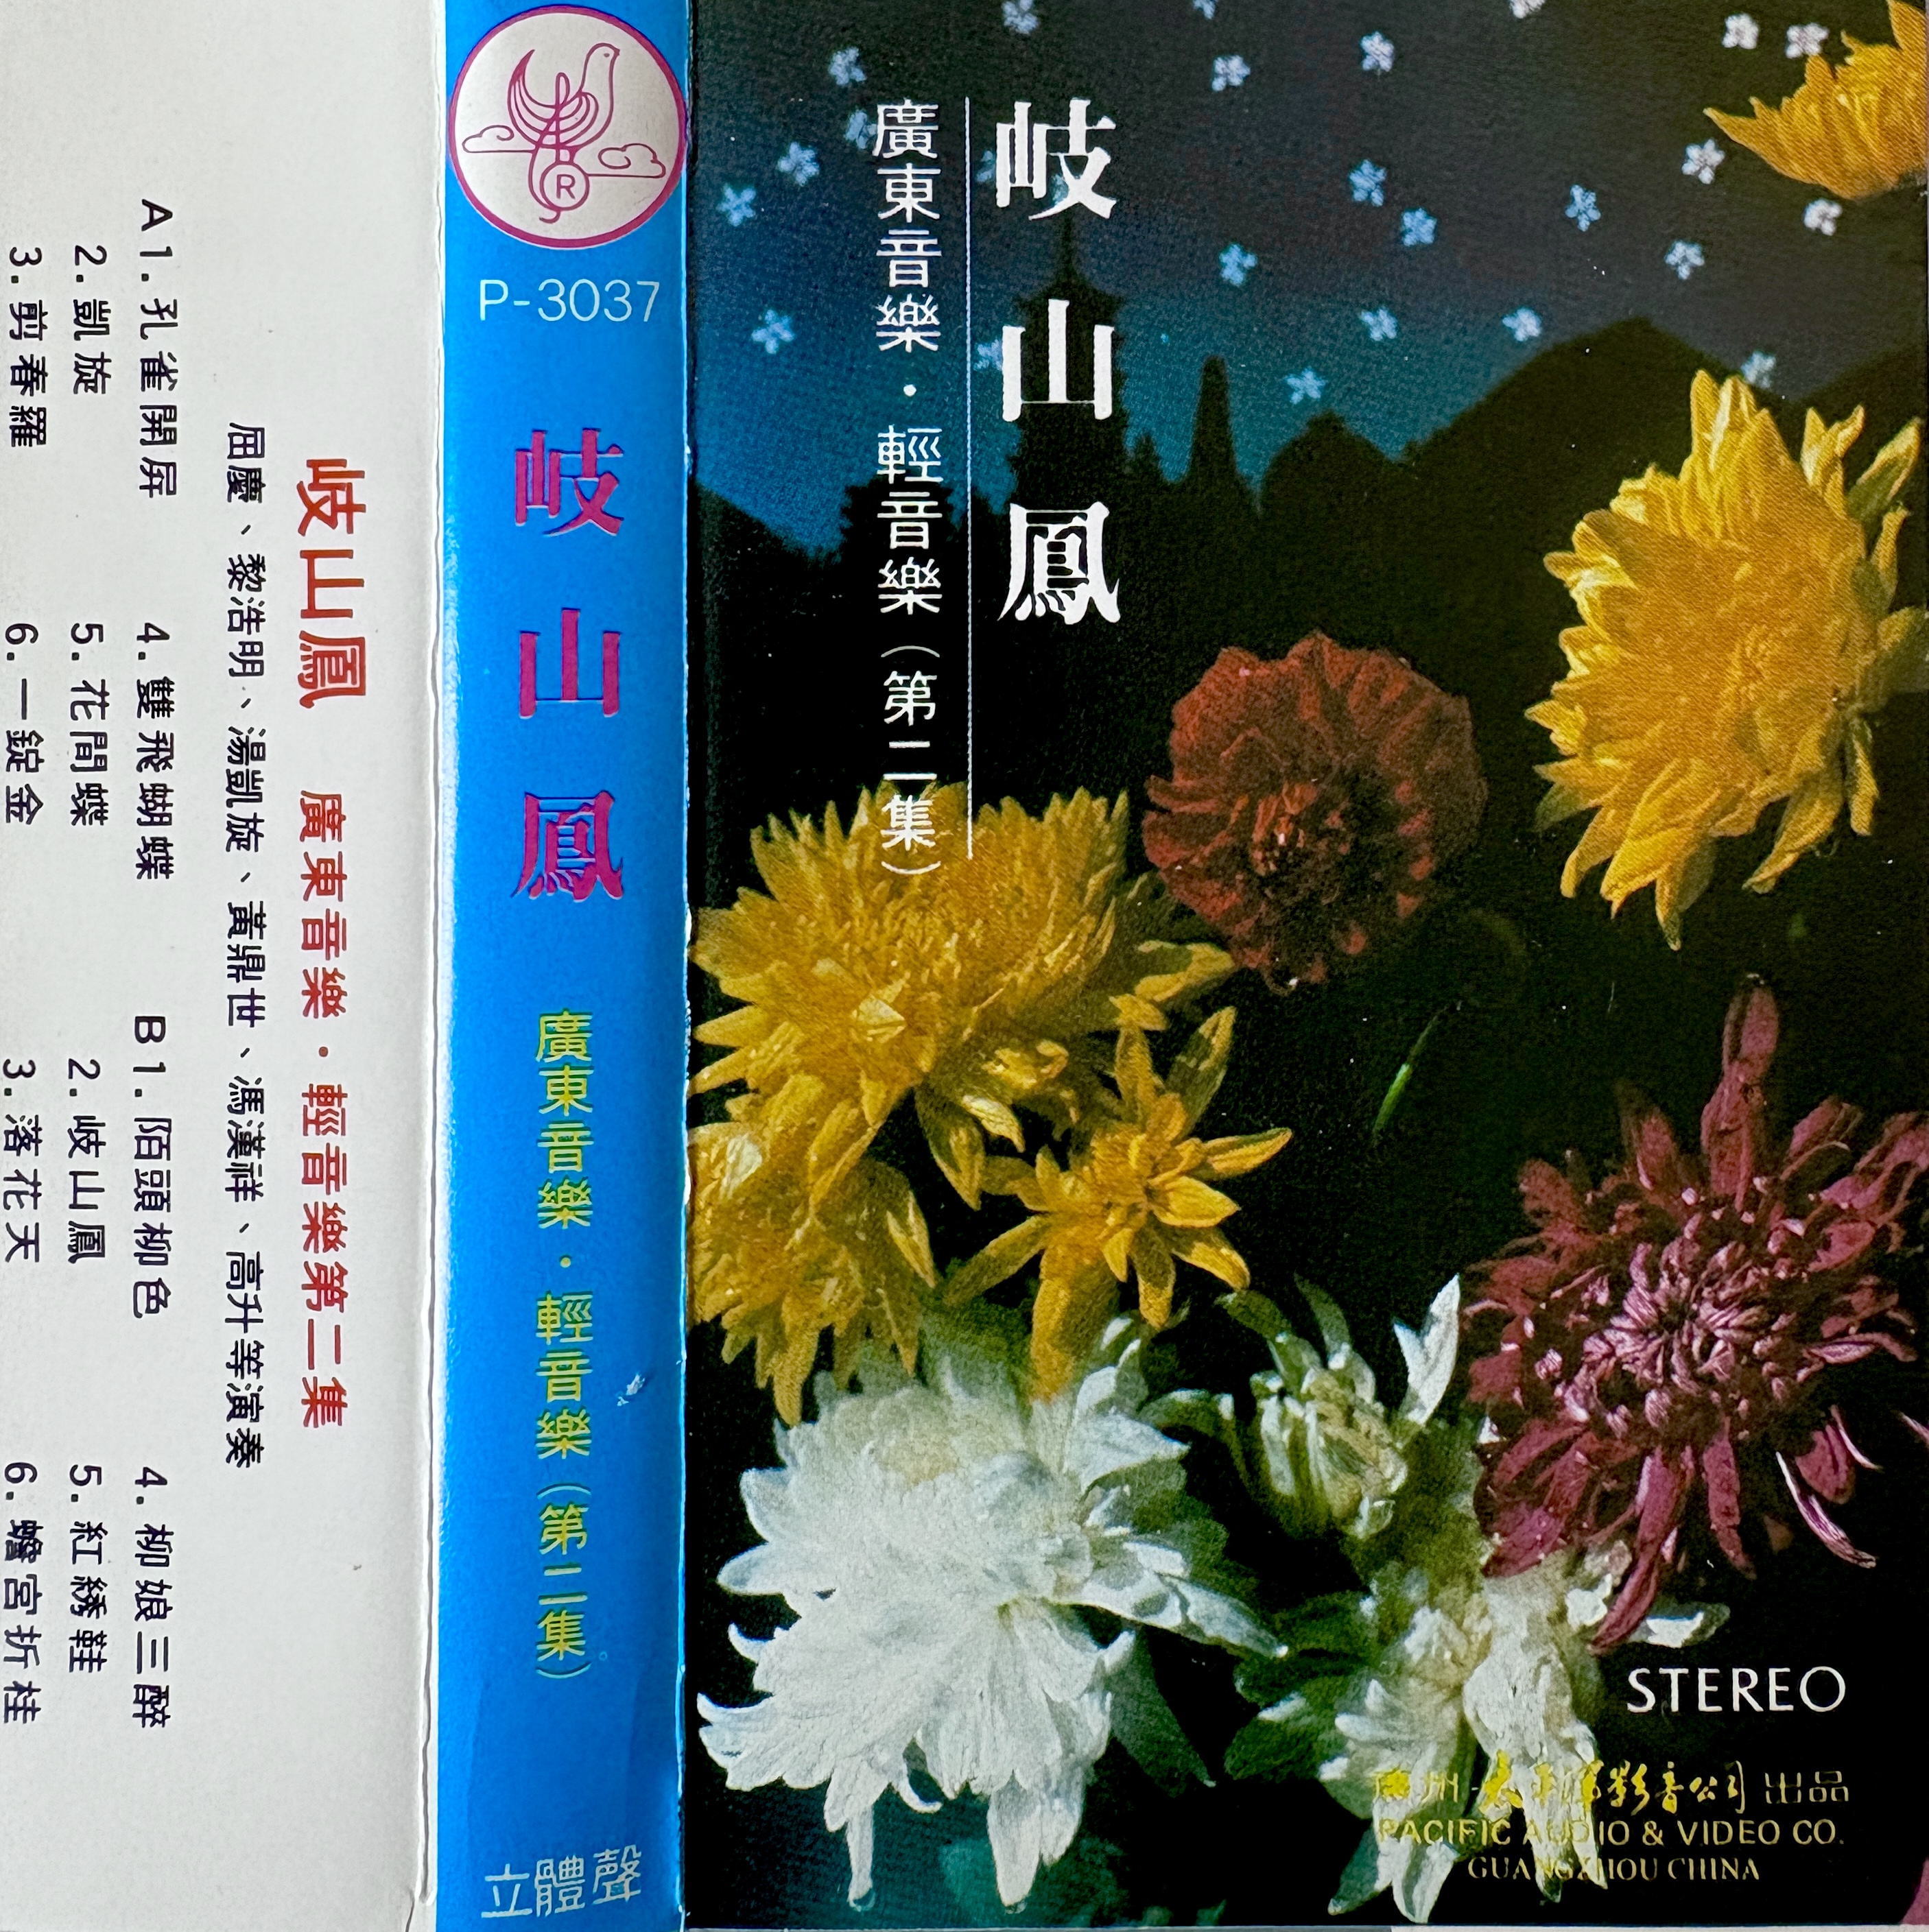 岐山鳳
廣東音樂・輕音樂(第二集)
STEREO
廣州太平洋影音公司出品
PACIFIC AUDIO & VIDEO CO.
GUANGZHOU CHINA
R
P-3037
岐山鳳
廣東音樂・輕音樂(第二集)
立體聲
岐山鳳 廣東音樂・輕音樂第二集
屈慶、黎浩明、湯凱旋、黃鼎世、馮漢祥、高升等演奏
A 1.孔雀開屏 4.雙飛蝴蝶 B 1.陌頭柳色 4.柳娘三醉
2.凱旋 5.花間蝶 2.岐山鳳 5.紅綉鞋
3.剪春羅 6.一錠金 3.落花天 6.蟾宮折桂